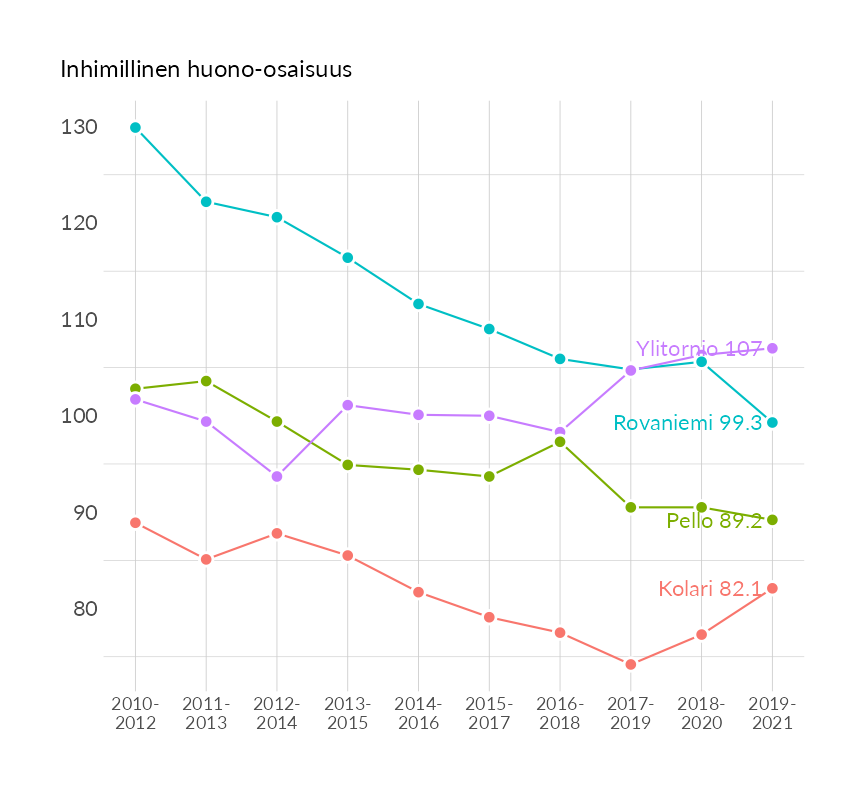 Inhimillinen huono-osaisuus
130
120
110
100
90
80
Ylitornio 107
Rovaniemi 99.3
Pello 89.2
Kolari 82.1
2010- 2011- 2012- 2013- 2014- 2015- 2016- 2017- 2018- 2019-
2012 2013 2014 2015 2016 2017 2018 2019 2020 2021